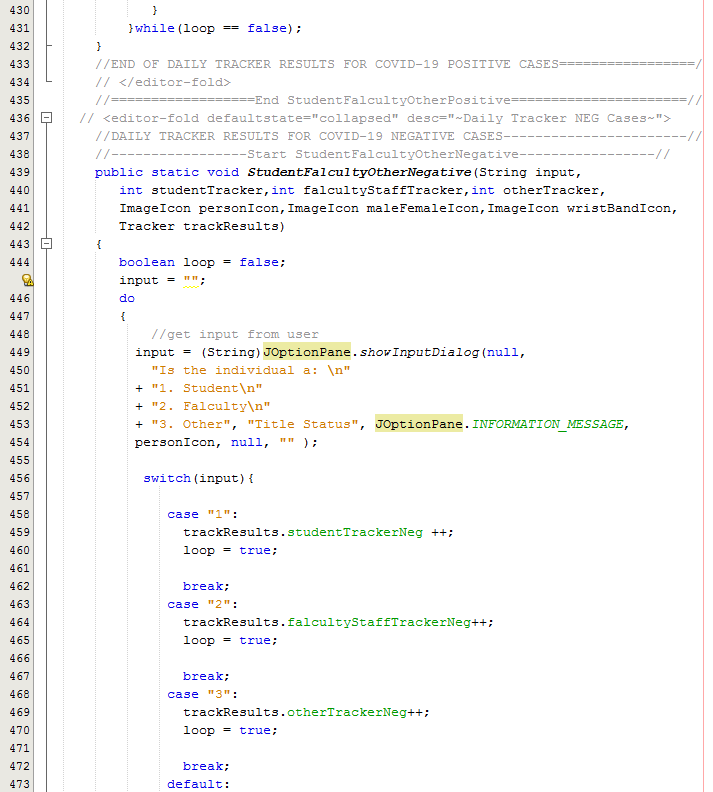 430 }
431 }while(loop == false);
432 }
433 //END OF DAILY TRACKER RESULTS FOR COVID-19 POSITIVE CASES=================/
434 // </editor-fold>
435 //==================End StudentFalcultyOtherPositive======================//
436 // <editor-fold defaultstate="collapsed" desc="~Daily Tracker NEG Cases~">
437 //DAILY TRACKER RESULTS FOR COVID-19 NEGATIVE CASES-----------------------//
438 //-----------------Start StudentFalcultyOtherNegative-----------------//
439 public static void StudentFalcultyOtherNegative(String input,
440 int studentTracker,int falcultyStaffTracker,int otherTracker,
441 ImageIcon personIcon,ImageIcon maleFemaleIcon,ImageIcon wristBandIcon,
442 Tracker trackResults)
443 {
444 boolean loop = false;
input = "";
446 do
447 {
448 //get input from user
449 input = (String)JOptionPane.showInputDialog(null,
450 "Is the individual a: \n"
451 + "1. Student\n"
452 + "2. Falculty\n"
453 + "3. Other", "Title Status", JOptionPane.INFORMATION_MESSAGE,
454 personIcon, null, "" );
455
456 switch(input){
457
458 case "1":
459 trackResults.studentTrackerNeg ++;
460 loop = true;
461
462 break;
463 case "2":
464 trackResults.falcultyStaffTrackerNeg++;
465 loop = true;
466
467 break;
468 case "3":
469 trackResults.otherTrackerNeg++;
470 loop = true;
471
472 break;
473 default: